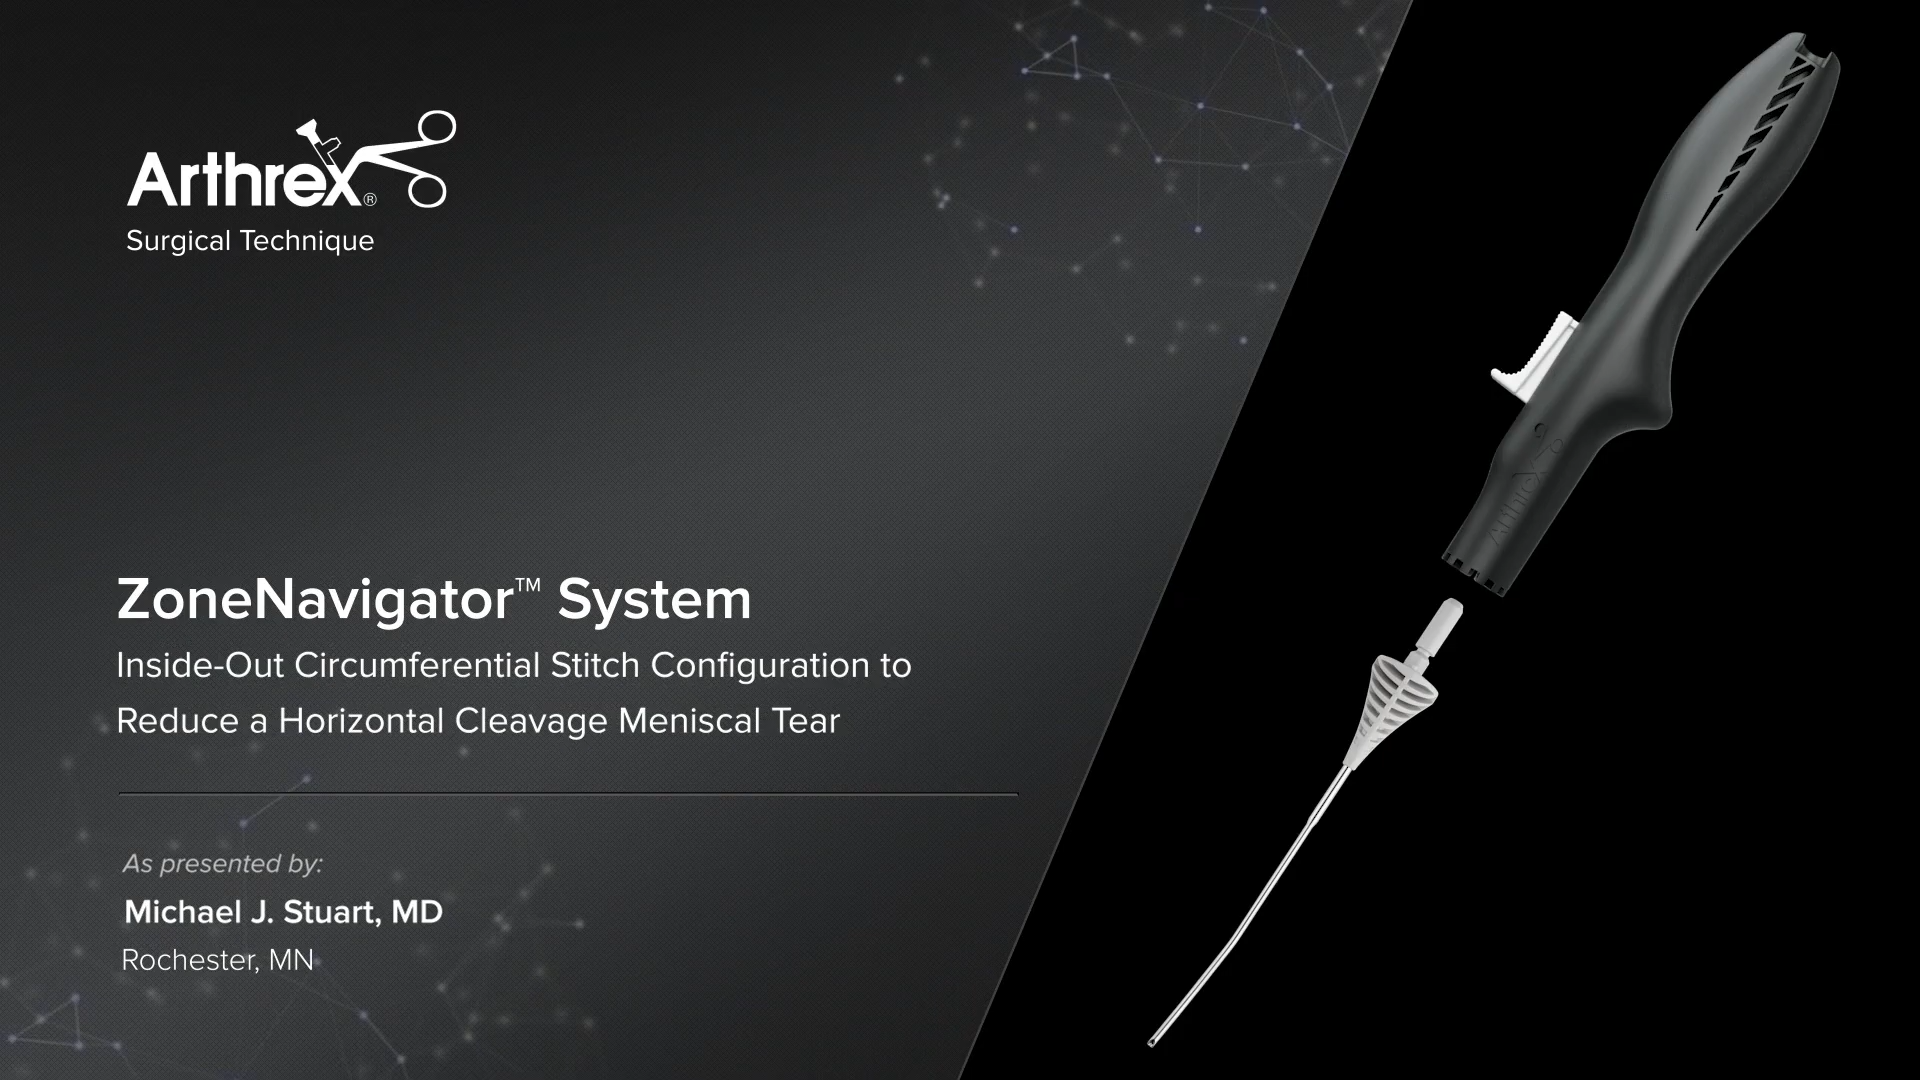 Arthrex®
Surgical Technique
ZoneNavigator™ System
Inside-Out Circumferential Stitch Configuration to
Reduce a Horizontal Cleavage Meniscal Tear
As presented by:
Michael J. Stuart, MD
Rochester, MN
Arthrex